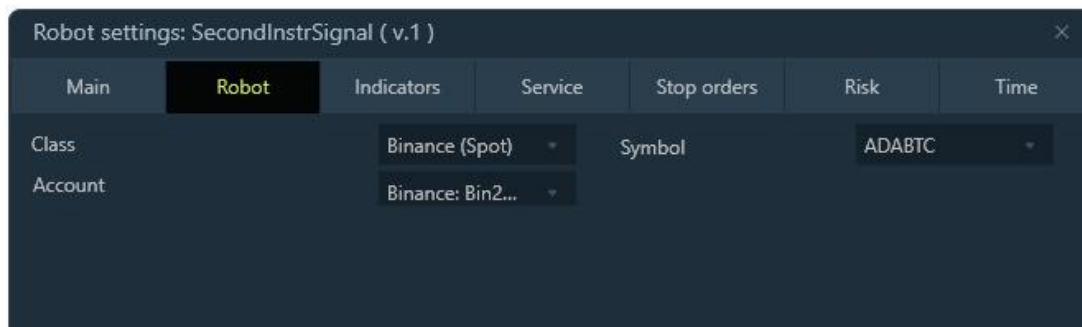 Robot settings: SecondInstrSignal ( v.1 )
Main Robot Indicators Service Stop orders Risk Time
Class Binance (Spot) Symbol ADABTC
Account Binance: Bin2...